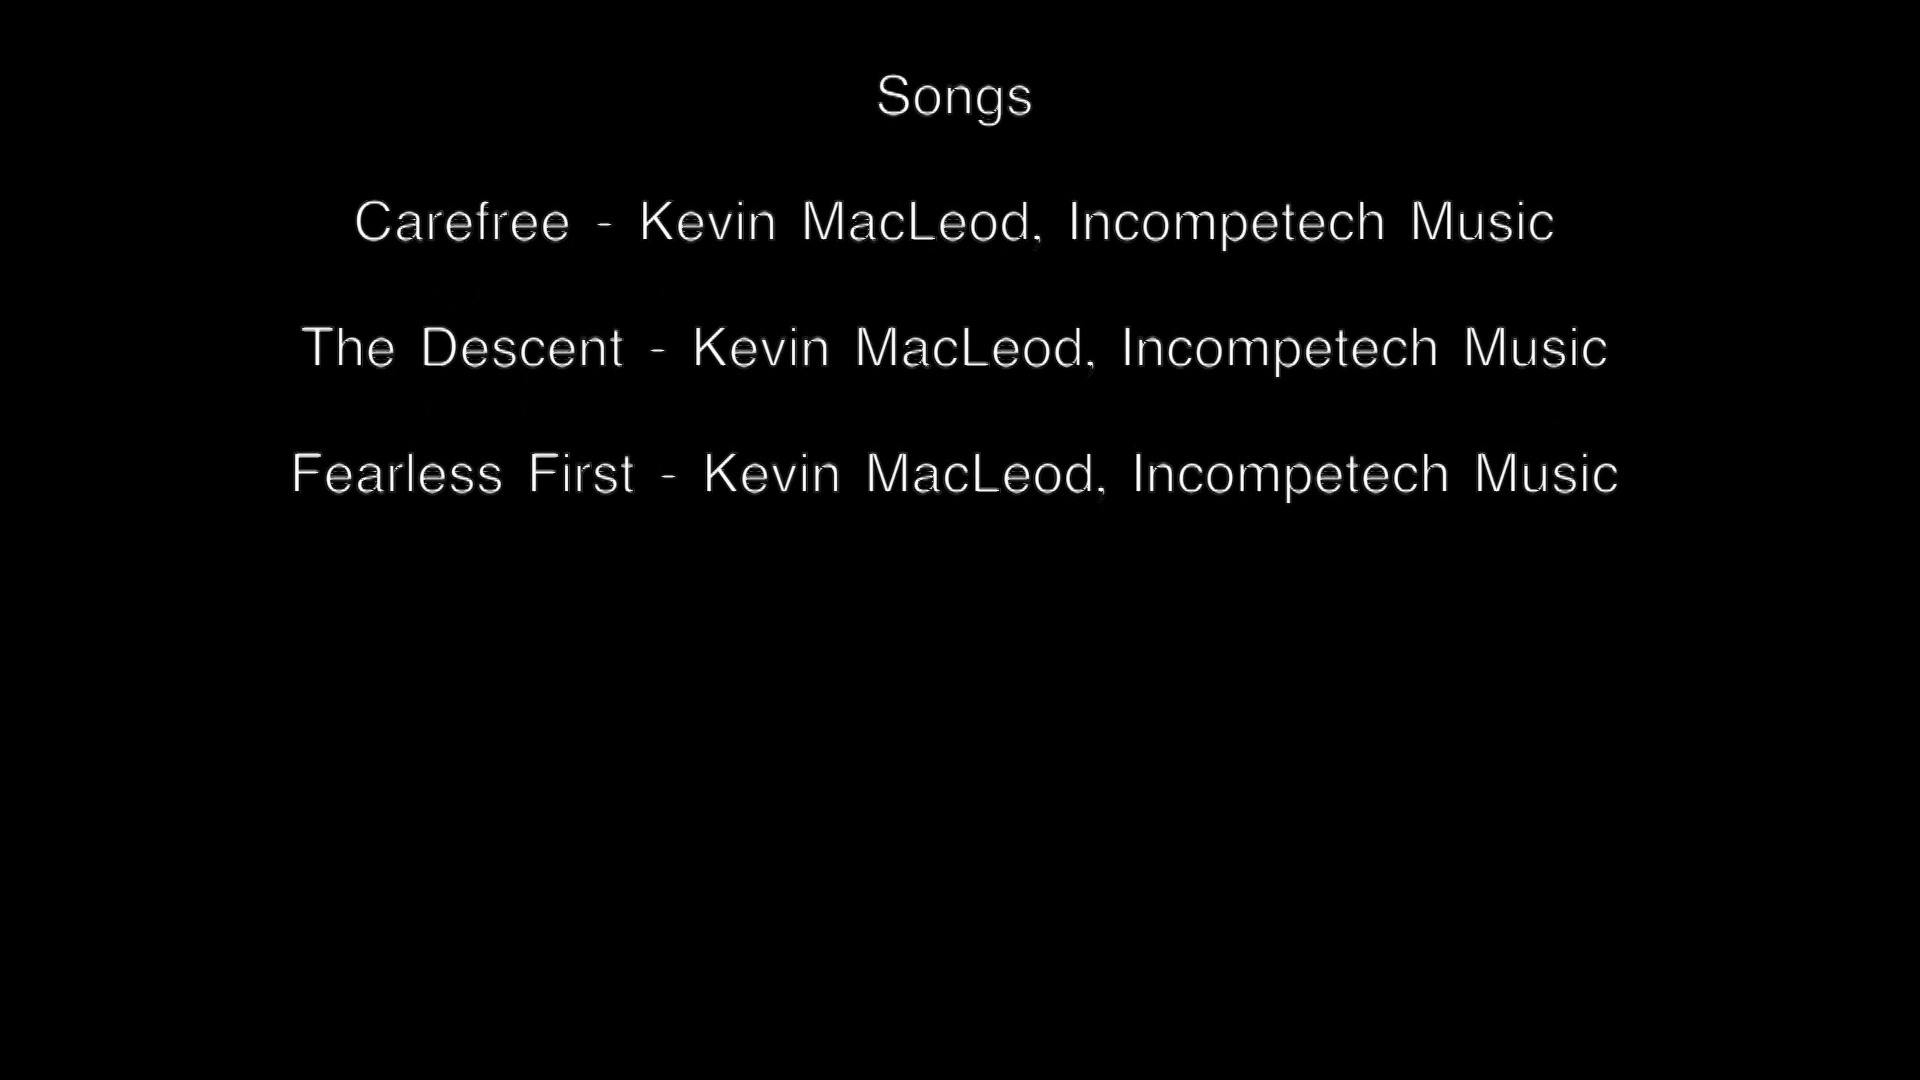 Songs
Carefree - Kevin MacLeod, Incompetech Music
The Descent - Kevin MacLeod, Incompetech Music
Fearless First - Kevin MacLeod, Incompetech Music